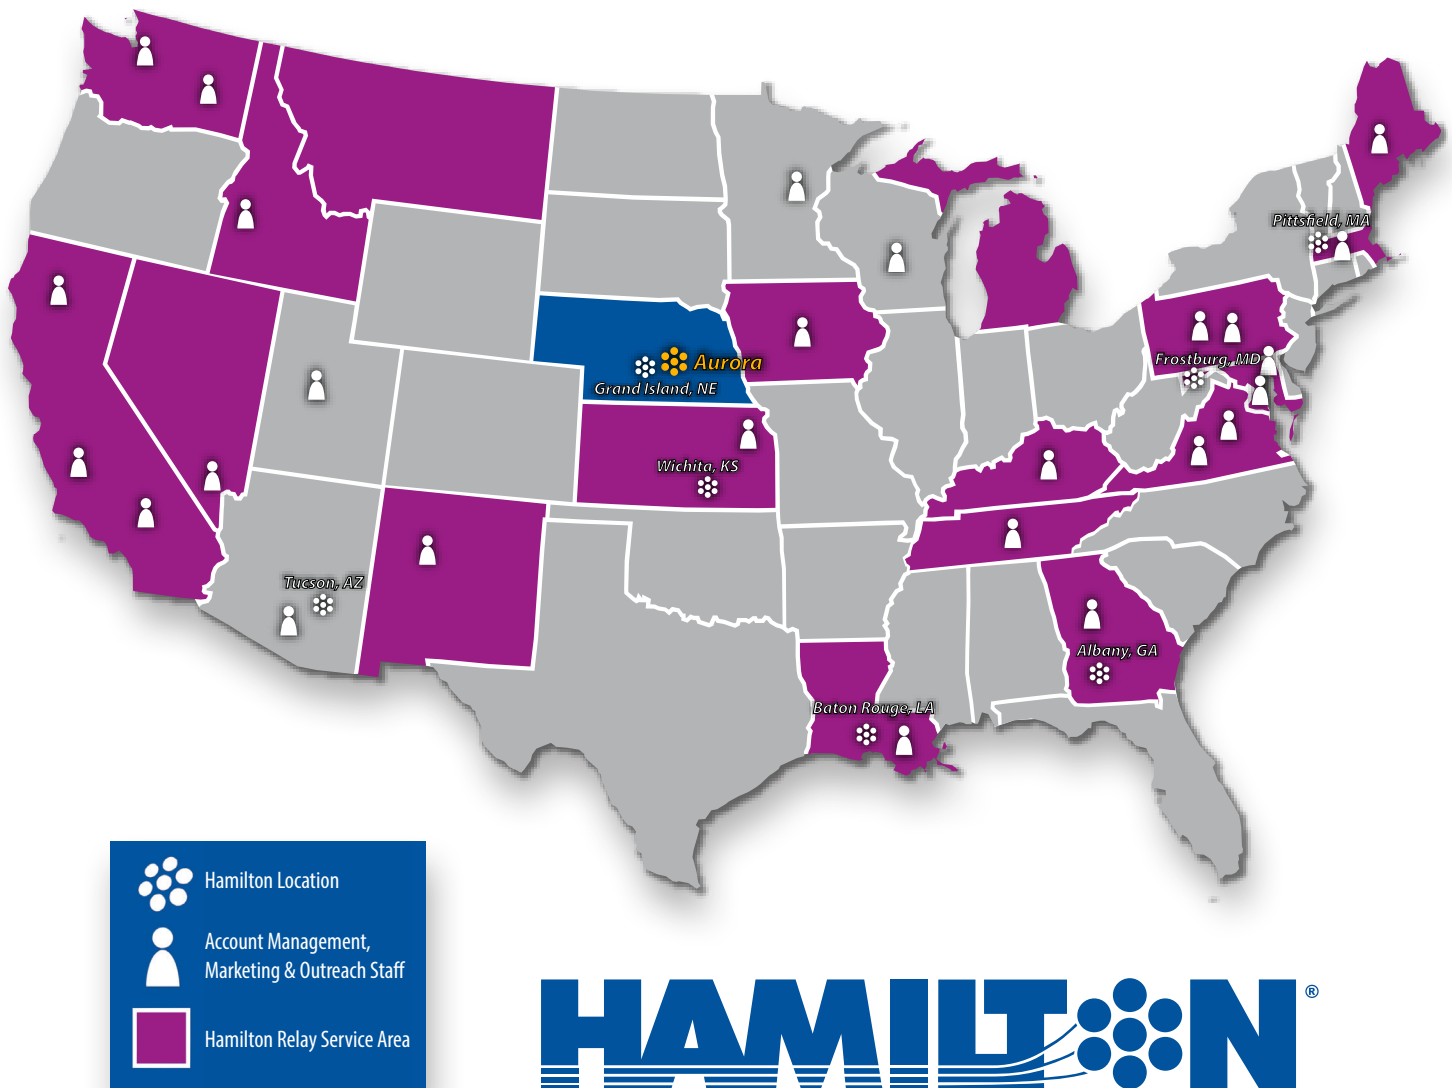 Pittsfield, MA
Frostburg, MD
Aurora
Grand Island, NE
Wichita, KS
Tucson, AZ
Albany, GA
Baton Rouge, LA
Hamilton Location
Account Management,
Marketing & Outreach Staff
Hamilton Relay Service Area
HAMILTON®